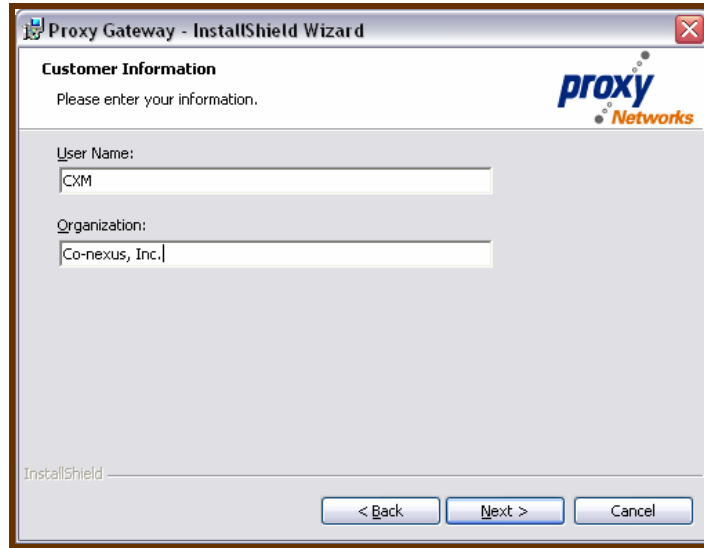 Proxy Gateway - InstallShield Wizard
Customer Information
Please enter your information.
proxy
Networks
User Name:
CXM
Organization:
Co-nexus, Inc.
InstallShield
< Back
Next >
Cancel